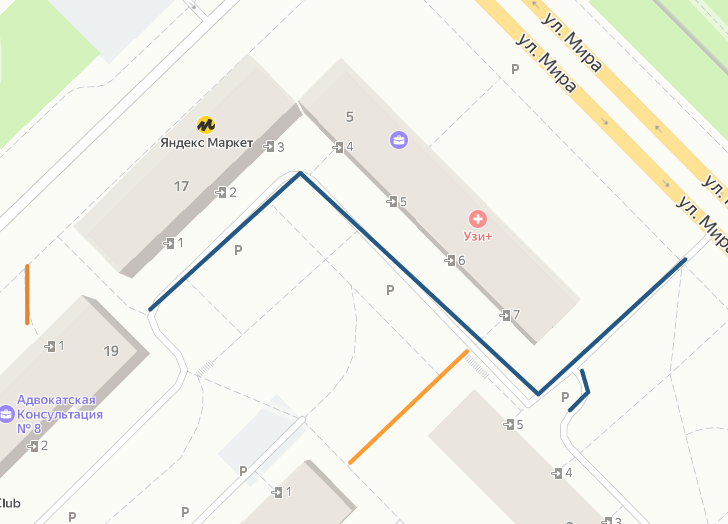 ул. Мира
ул. Мира
P
5
Яндекс Маркет
3
4
17
2
5
ул. Мира
Узи+
1
P
6
P
7
1
19
Адвокатская
Консультация
№ 8
P
5
2
P
4
1
Club
P
P
3